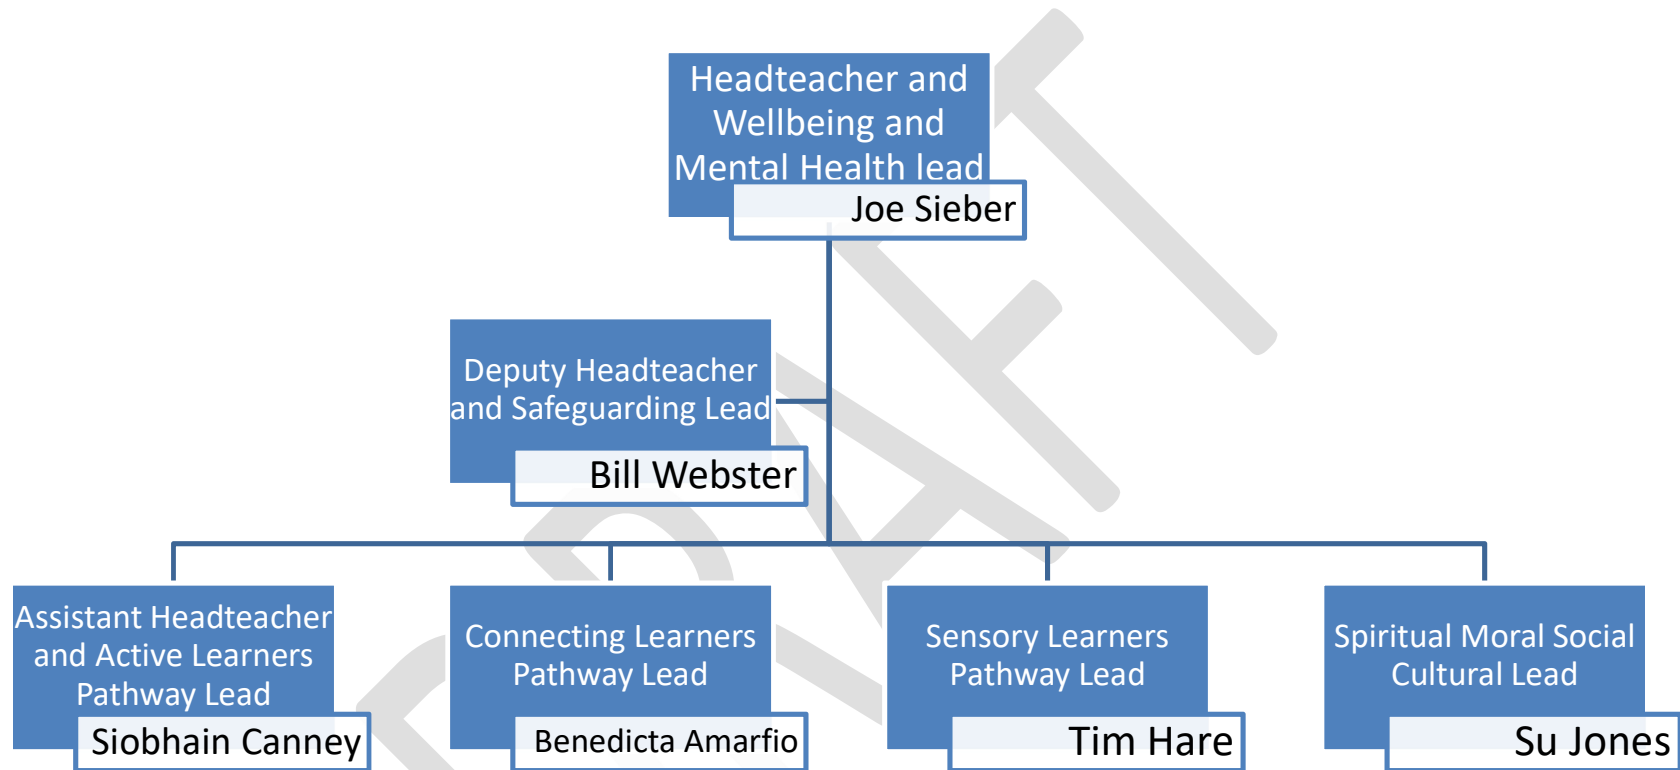 Headteacher and
Wellbeing and
Mental Health lead
Joe Sieber
Deputy Headteacher
and Safeguarding Lead
Bill Webster
Assistant Headteacher
and Active Learners
Pathway Lead
Siobhain Canney
Connecting Learners
Pathway Lead
Benedicta Amarfio
Sensory Learners
Pathway Lead
Tim Hare
Spiritual Moral Social
Cultural Lead
Su Jones
DRAFT